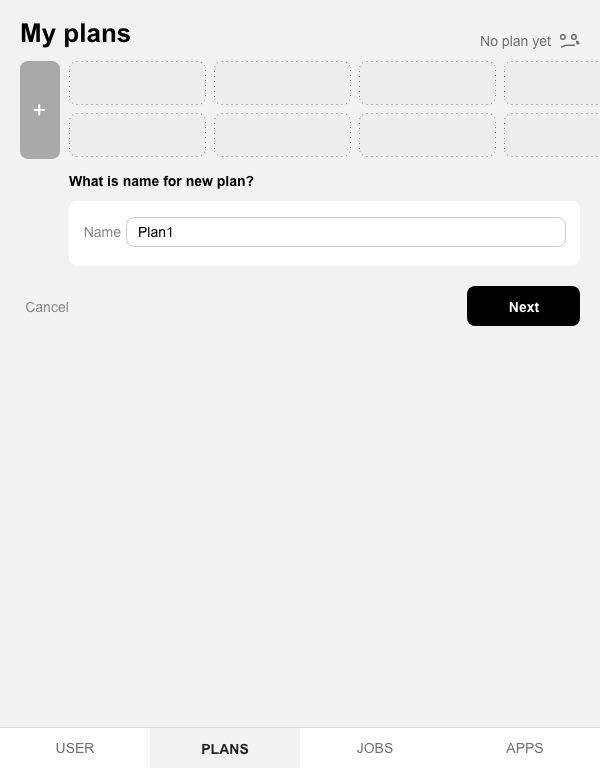 My plans
No plan yet
+
What is name for new plan?
Name Plan1
Cancel
Next
USER PLANS JOBS APPS